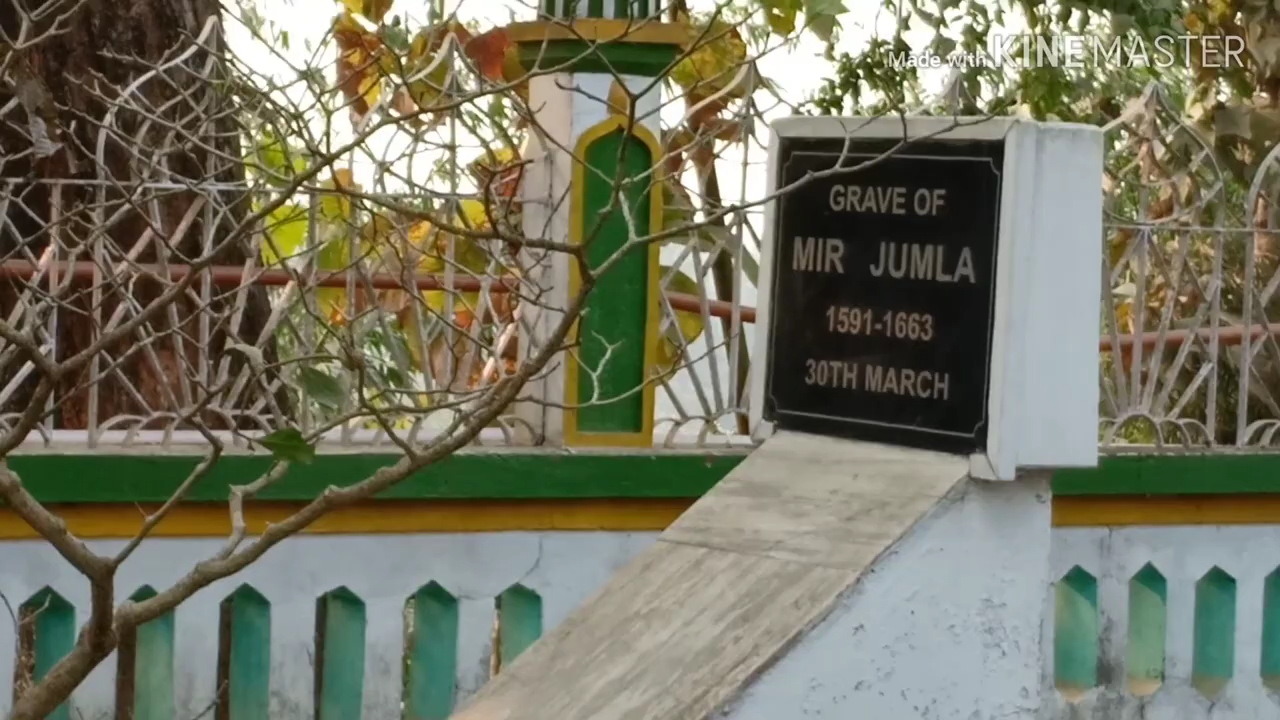 Made with KINEMASTER
GRAVE OF
MIR JUMLA
1591-1663
30TH MARCH